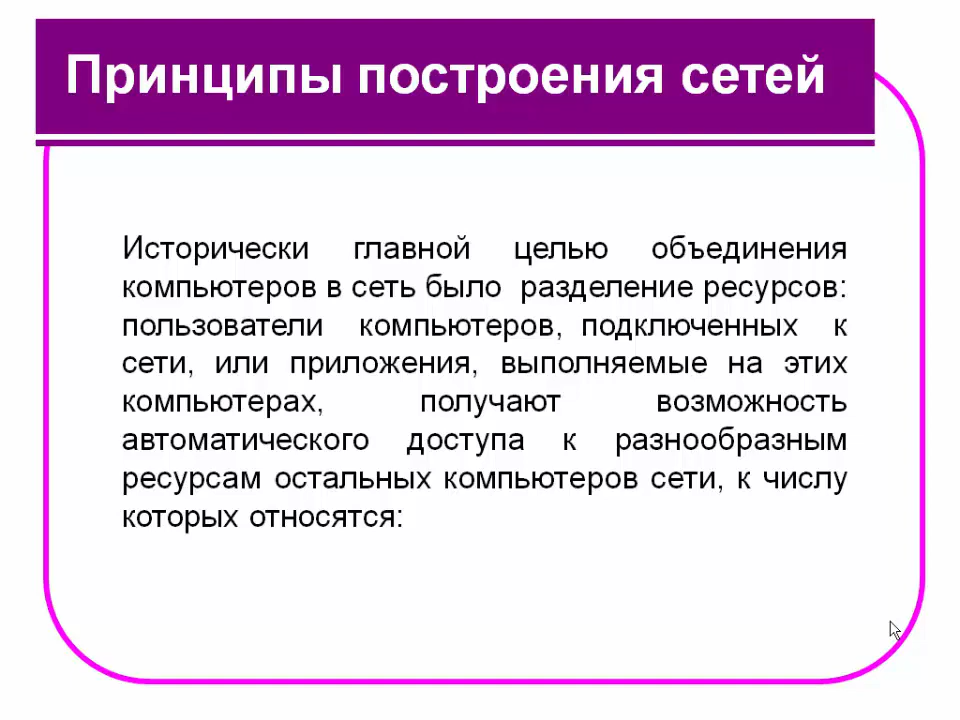 Принципы построения сетей
Исторически главной целью объединения
компьютеров в сеть было разделение ресурсов:
пользователи компьютеров, подключенных к
сети, или приложения, выполняемые на этих
компьютерах, получают возможность
автоматического доступа к разнообразным
ресурсам остальных компьютеров сети, к числу
которых относятся: